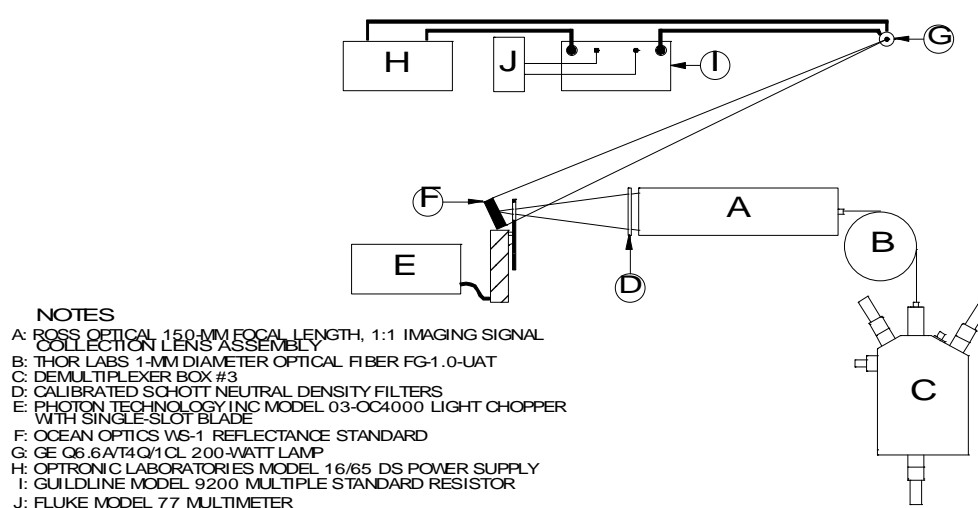 G
H
J
I
F
A
B
E
D
C
NOTES
A: ROSS OPTICAL 150-MM FOCAL LENGTH, 1:1 IMAGING SIGNAL
COLLECTION LENS ASSEMBLY
B: THOR LABS 1-MM DIAMETER OPTICAL FIBER FG-1.0-UAT
C: DEMULTIPLEXER BOX #3
D: CALIBRATED SCHOTT NEUTRAL DENSITY FILTERS
E: PHOTON TECHNOLOGY INC MODEL 03-OC4000 LIGHT CHOPPER
WITH SINGLE-SLOT BLADE
F: OCEAN OPTICS WS-1 REFLECTANCE STANDARD
G: GE Q6.6A/T4Q/1CL 200-WATT LAMP
H: OPTRONIC LABORATORIES MODEL 16/65 DS POWER SUPPLY
I: GUILDLINE MODEL 9200 MULTIPLE STANDARD RESISTOR
J: FLUKE MODEL 77 MULTIMETER